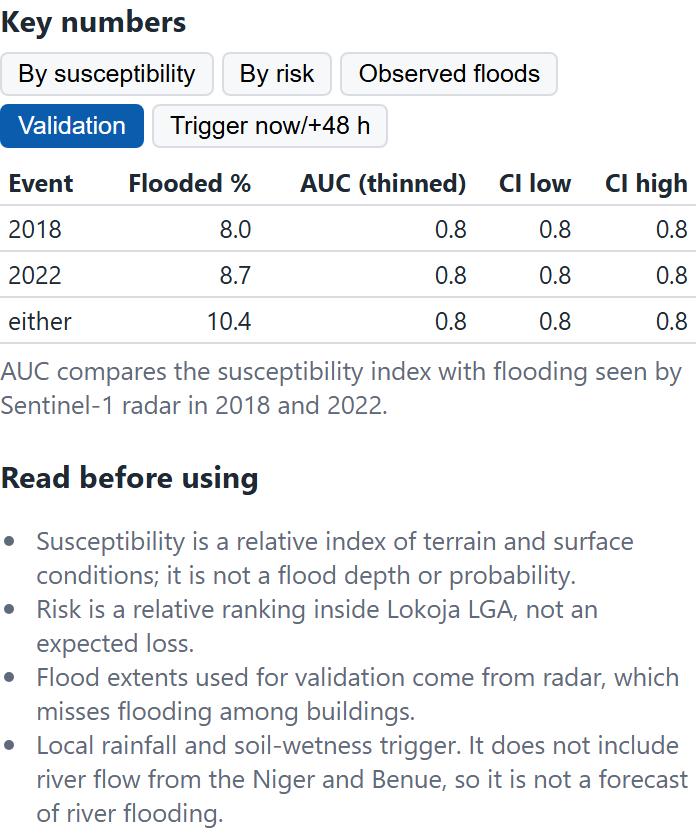 Key numbers
By susceptibility By risk Observed floods
Validation Trigger now/+48 h
Event Flooded % AUC (thinned) CI low CI high
2018 8.0 0.8 0.8 0.8
2022 8.7 0.8 0.8 0.8
either 10.4 0.8 0.8 0.8
AUC compares the susceptibility index with flooding seen by
Sentinel-1 radar in 2018 and 2022.
Read before using
• Susceptibility is a relative index of terrain and surface
conditions; it is not a flood depth or probability.
• Risk is a relative ranking inside Lokoja LGA, not an
expected loss.
• Flood extents used for validation come from radar, which
misses flooding among buildings.
• Local rainfall and soil-wetness trigger. It does not include
river flow from the Niger and Benue, so it is not a forecast
of river flooding.